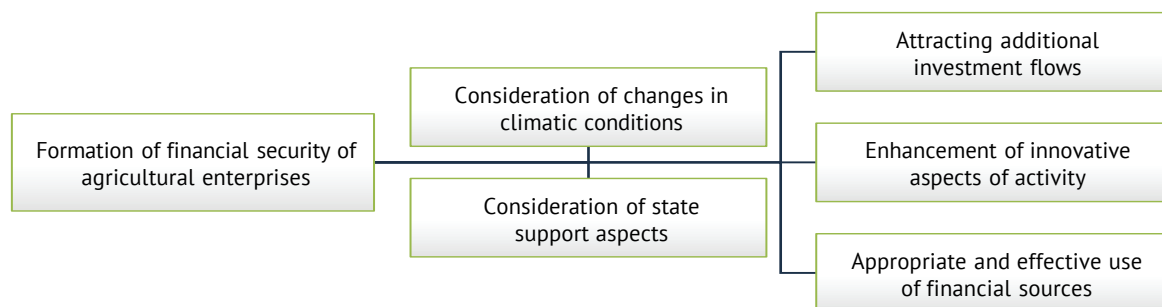 Formation of financial security of
agricultural enterprises
Consideration of changes in
climatic conditions
Consideration of state
support aspects
Attracting additional
investment flows
Enhancement of innovative
aspects of activity
Appropriate and effective use
of financial sources